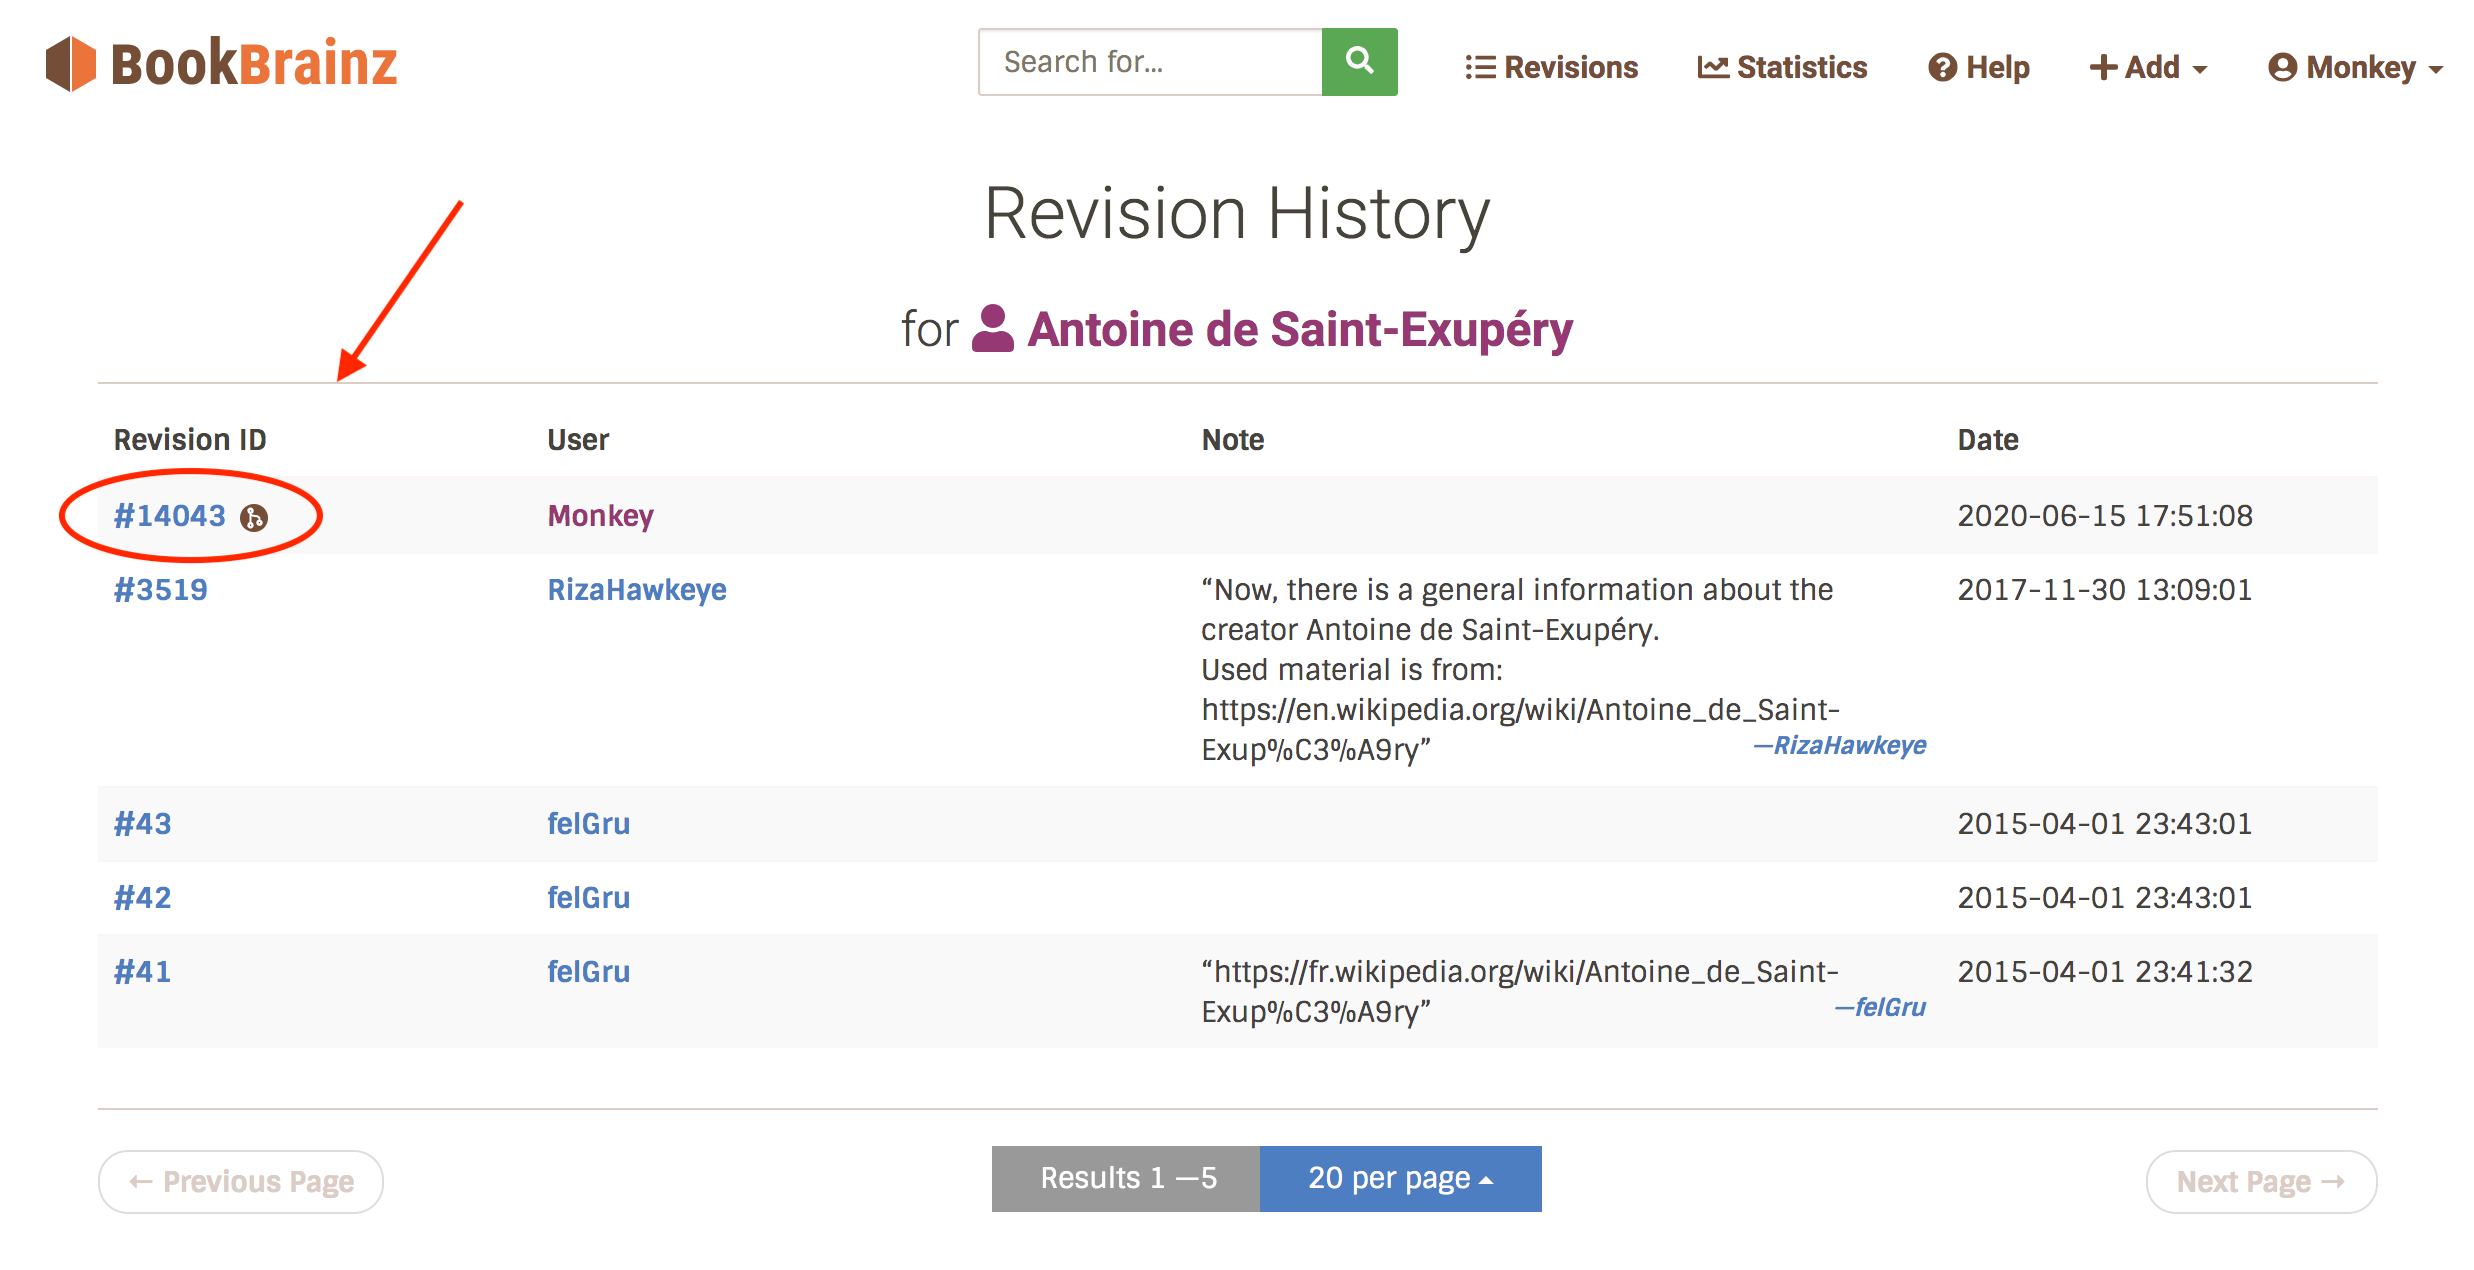 BookBrainz
Search for...
Revisions
Statistics
Help
Add
Monkey
Revision History
for Antoine de Saint-Exupéry
Revision ID User Note Date
#14043 Monkey 2020-06-15 17:51:08
#3519 RizaHawkeye “Now, there is a general information about the 2017-11-30 13:09:01
creator Antoine de Saint-Exupéry.
Used material is from:
https://en.wikipedia.org/wiki/Antoine_de_Saint-
Exup%C3%A9ry” —RizaHawkeye
#43 felGru 2015-04-01 23:43:01
#42 felGru 2015-04-01 23:43:01
#41 felGru “https://fr.wikipedia.org/wiki/Antoine_de_Saint- 2015-04-01 23:41:32
Exup%C3%A9ry” —felGru
← Previous Page
Results 1 —5
20 per page
Next Page →